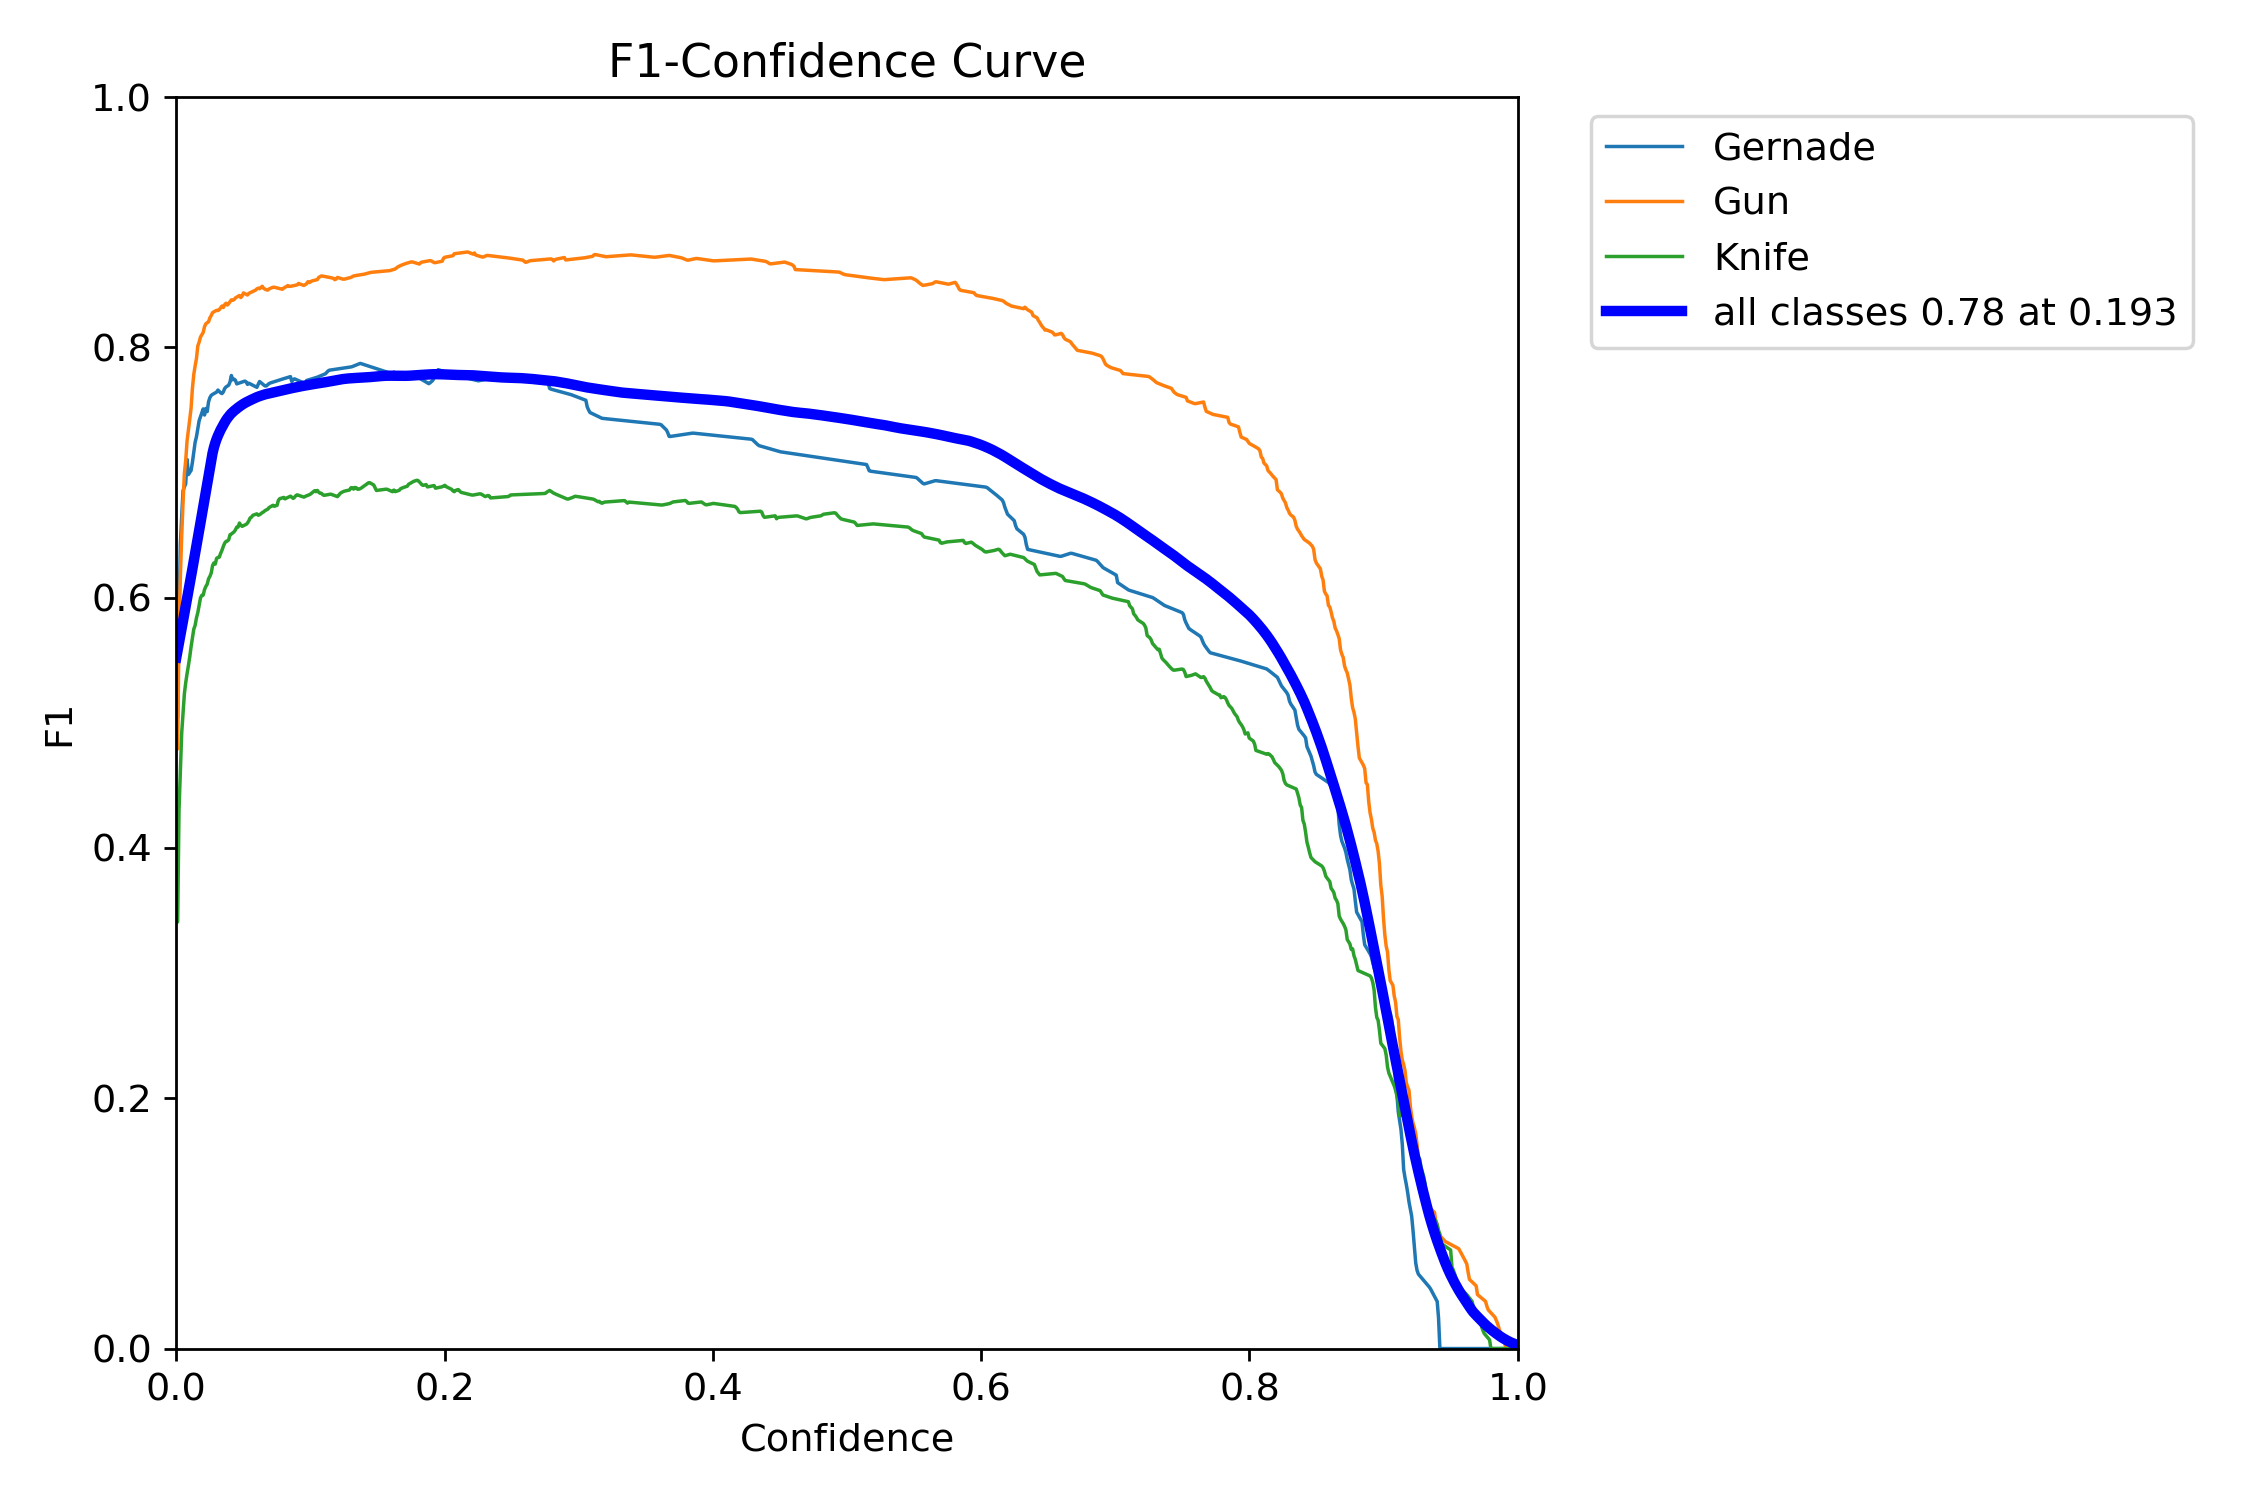 F1-Confidence Curve
1.0
0.8
0.6
0.4
0.2
0.0
F1
0.0 0.2 0.4 0.6 0.8 1.0
Confidence
Gernade
Gun
Knife
all classes 0.78 at 0.193